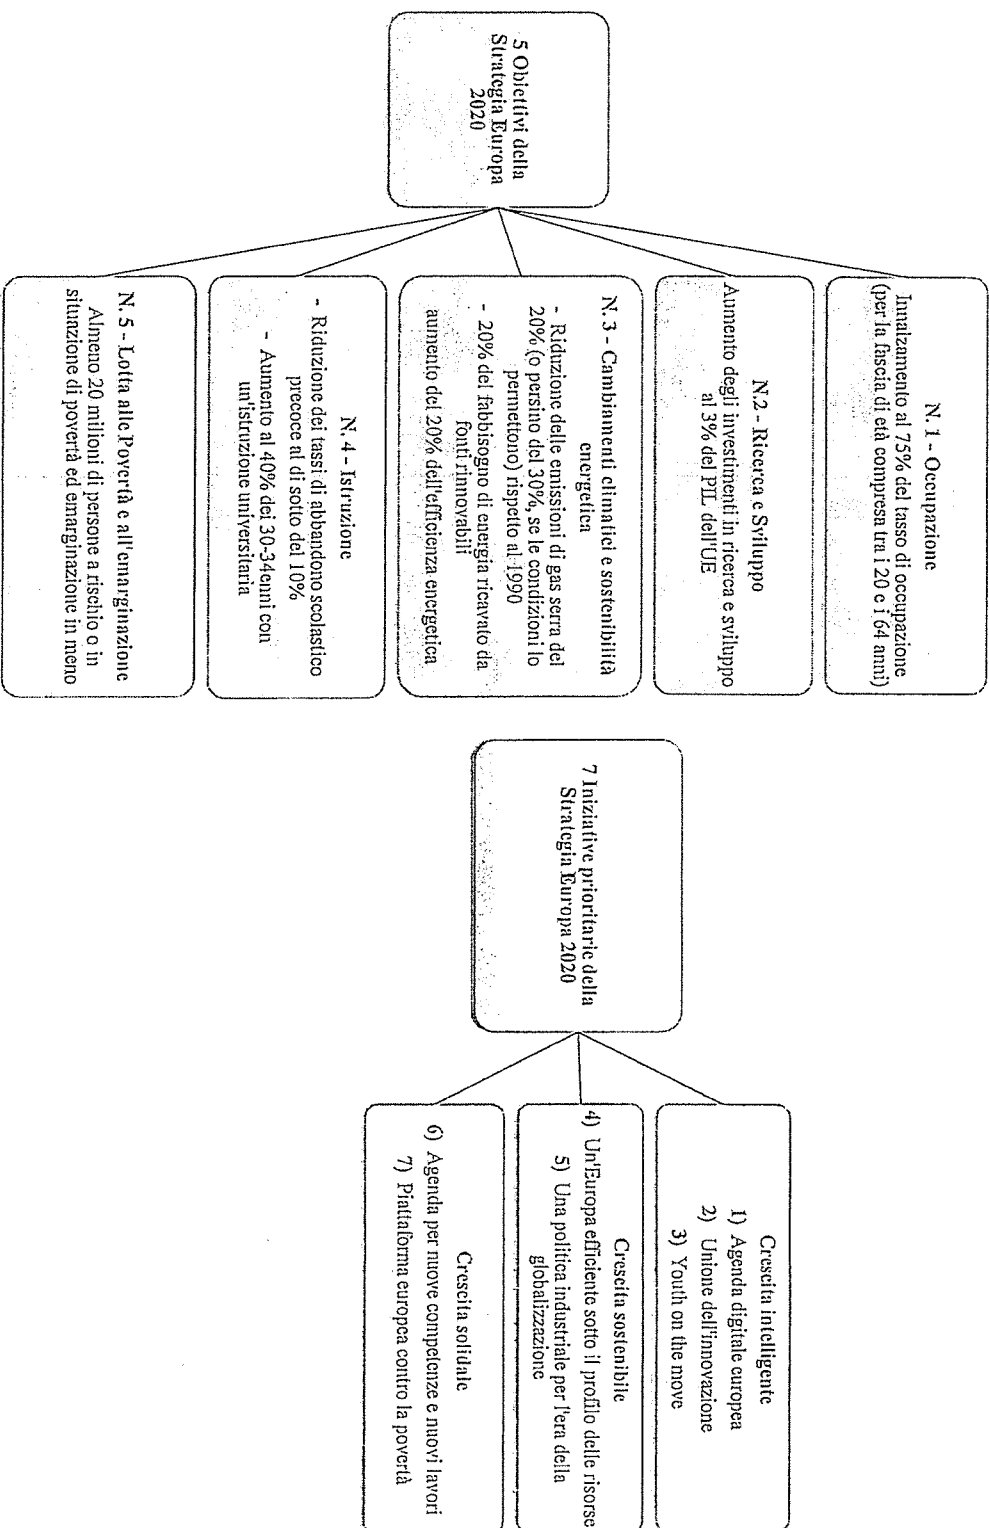 5 Obiettivi della
Strategia Europa
2020
N. 1 - Occupazione
Innalzamento al 75% del tasso di occupazione
(per la fascia di età compresa tra i 20 e i 64 anni)
N.2 - Ricerca e Sviluppo
Aumento degli investimenti in ricerca e sviluppo
al 3% del PIL dell'UE
N.3 - Cambiamenti climatici e sostenibilità
energetica
- Riduzione delle emissioni di gas serra del
20% (o persino del 30%, se le condizioni lo
permettono) rispetto al 1990
- 20% del fabbisogno di energia ricavato da
fonti rinnovabili
aumento del 20% dell'efficienza energetica
N. 4 - Istruzione
- Riduzione dei tassi di abbandono scolastico
precoce al di sotto del 10%
- Aumento al 40% dei 30-34enni con
un'istruzione universitaria
N. 5 - Lotta alle Povertà e all'emarginazione
Almeno 20 milioni di persone a rischio o in
situazione di povertà ed emarginazione in meno
7 Iniziative prioritarie della
Strategia Europa 2020
Crescita intelligente
1) Agenda digitale europea
2) Unione dell'innovazione
3) Youth on the move
Crescita sostenibile
4) Un'Europa efficiente sotto il profilo delle risorse
5) Una politica industriale per l'era della
globalizzazione
Crescita solidale
6) Agenda per nuove competenze e nuovi lavori
7) Piattaforma europea contro la povertà